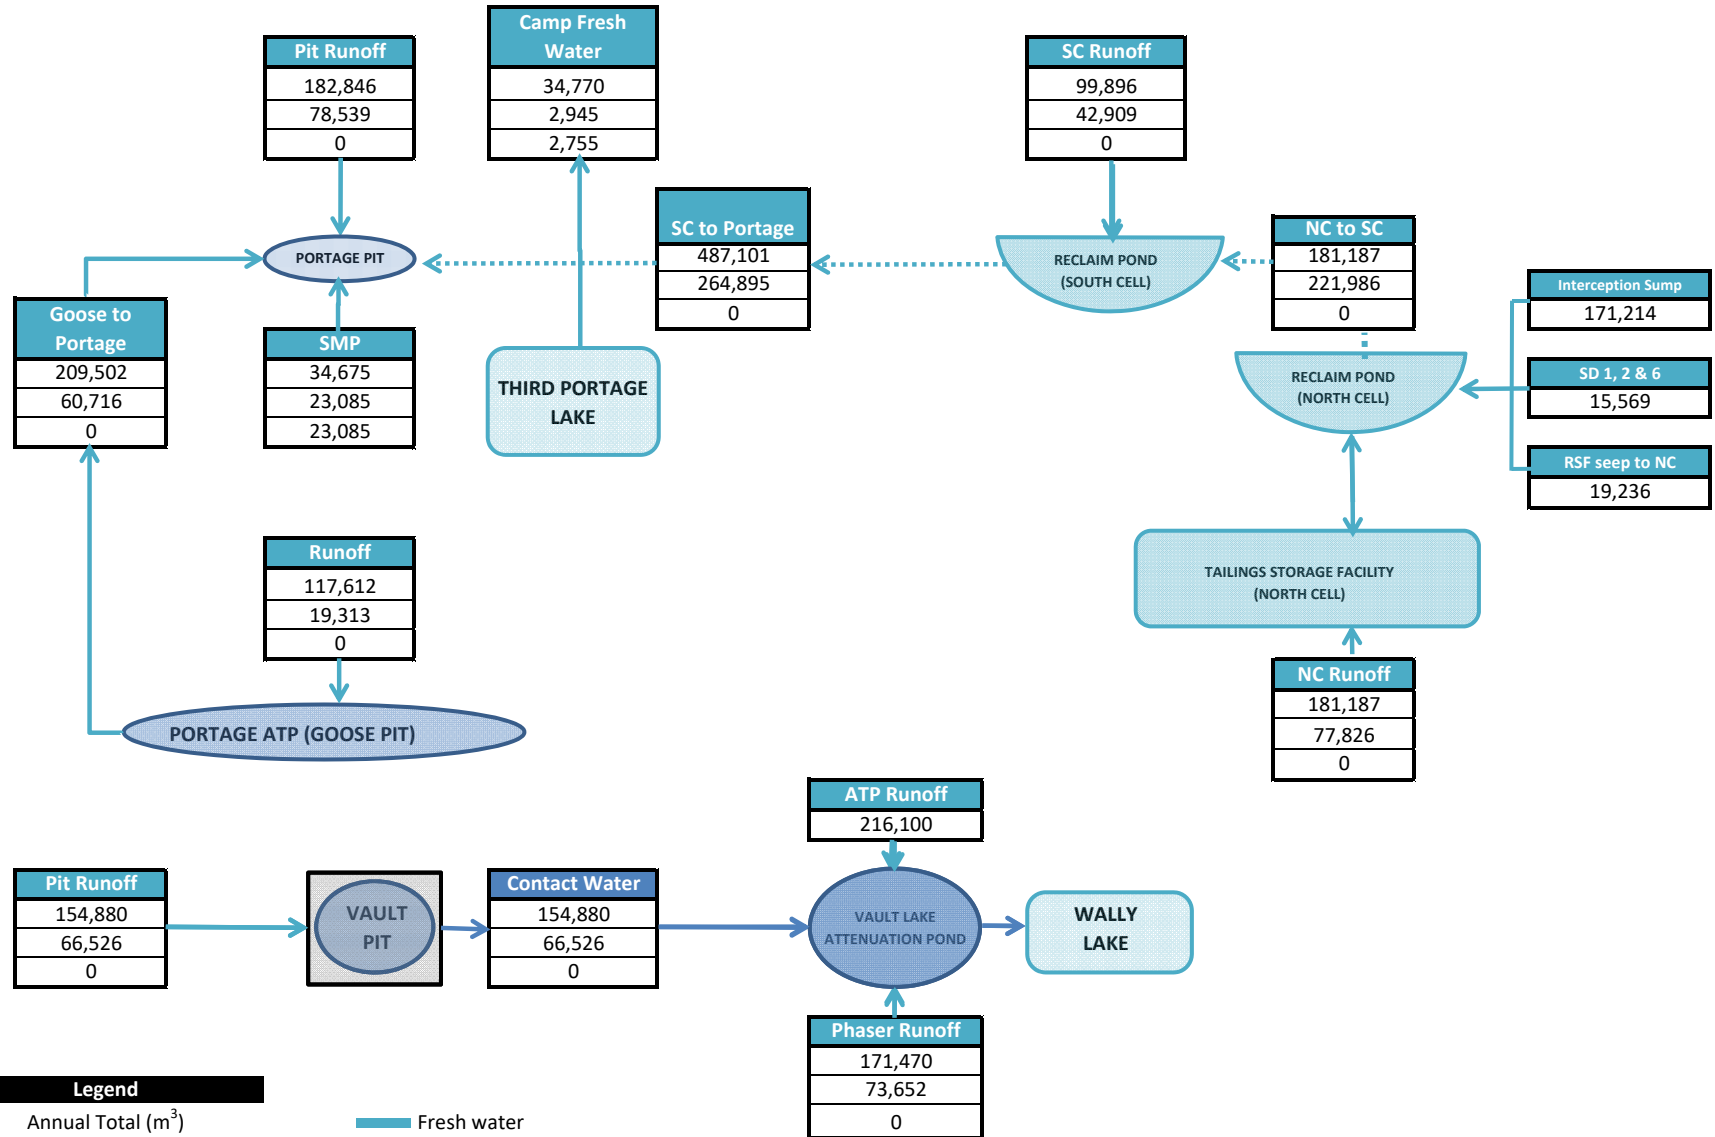 Camp Fresh
Water
34,770
2,945
2,755
Pit Runoff
182,846
78,539
0
SC Runoff
99,896
42,909
0
SC to Portage
487,101
264,895
0
NC to SC
181,187
221,986
0
PORTAGE PIT
RECLAIM POND
(SOUTH CELL)
Interception Sump
171,214
Goose to
Portage
209,502
60,716
0
SMP
34,675
23,085
23,085
THIRD PORTAGE
LAKE
RECLAIM POND
(NORTH CELL)
SD 1, 2 & 6
15,569
RSF seep to NC
19,236
Runoff
117,612
19,313
0
TAILINGS STORAGE FACILITY
(NORTH CELL)
PORTAGE ATP (GOOSE PIT)
NC Runoff
181,187
77,826
0
ATP Runoff
216,100
Pit Runoff
154,880
66,526
0
VAULT
PIT
Contact Water
154,880
66,526
0
VAULT LAKE
ATTENUATION POND
WALLY
LAKE
Phaser Runoff
171,470
73,652
0
Legend
Annual Total (m³)
Fresh water